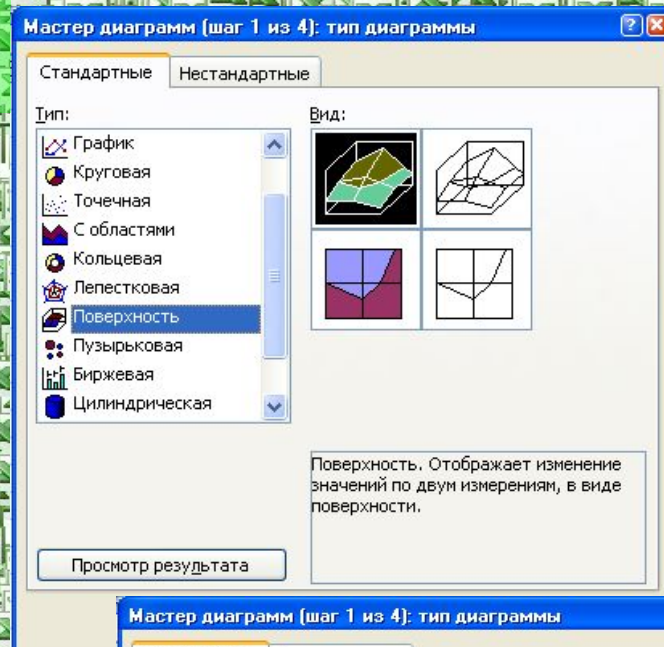 Мастер диаграмм (шаг 1 из 4): тип диаграммы
Стандартные Нестандартные
Тип: Вид:
График
Круговая
Точечная
С областями
Кольцевая
Лепестковая
Поверхность
Пузырьковая
Биржевая
Цилиндрическая
Поверхность. Отображает изменение
значений по двум измерениям, в виде
поверхности.
Просмотр результата
Мастер диаграмм (шаг 1 из 4): тип диаграммы